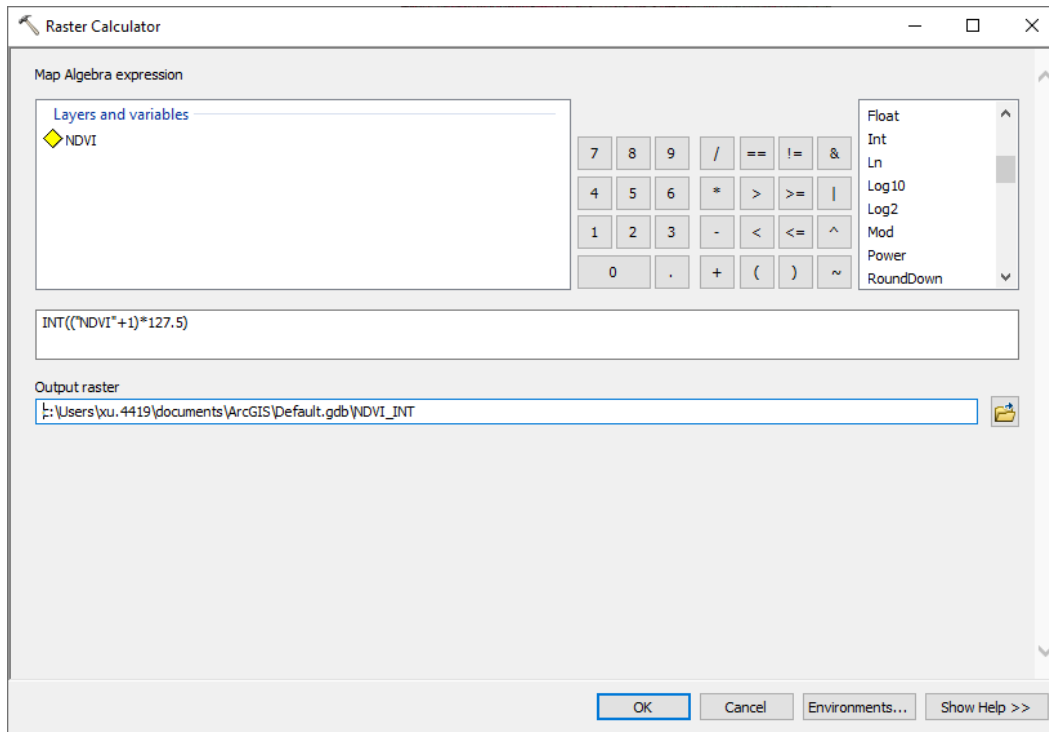 Raster Calculator
Map Algebra expression
Layers and variables
NDVI
7 8 9 / == != &
4 5 6 * > >= |
1 2 3 - < <= ^
0 . + ( ) ~
Float
Int
Ln
Log10
Log2
Mod
Power
RoundDown
INT(("NDVI"+1)*127.5)
Output raster
:\Users\xu.4419\documents\ArcGIS\Default.gdb\NDVI_INT
OK Cancel Environments... Show Help >>